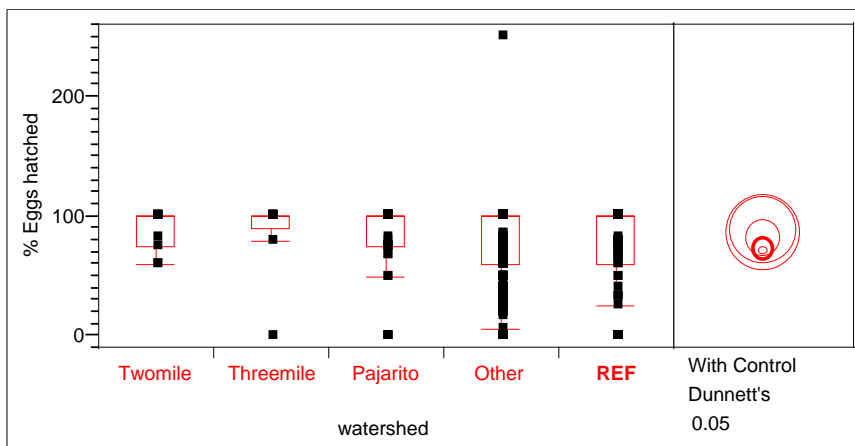 % Eggs hatched
200
100
0
Twomile Threemile Pajarito Other REF
watershed
With Control
Dunnett's
0.05